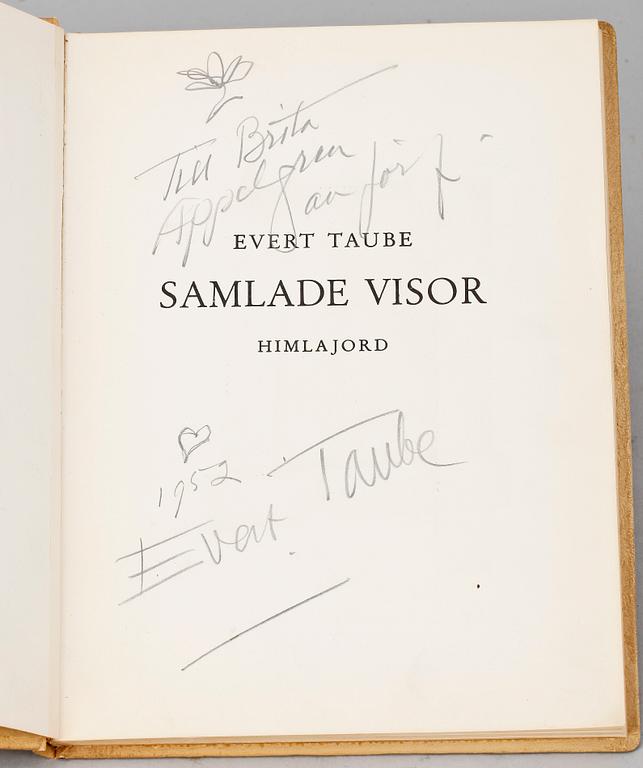 Till Brita
Appelgren
av förf.
EVERT TAUBE
SAMLADE VISOR
HIMLAJORD
1952
Evert Taube